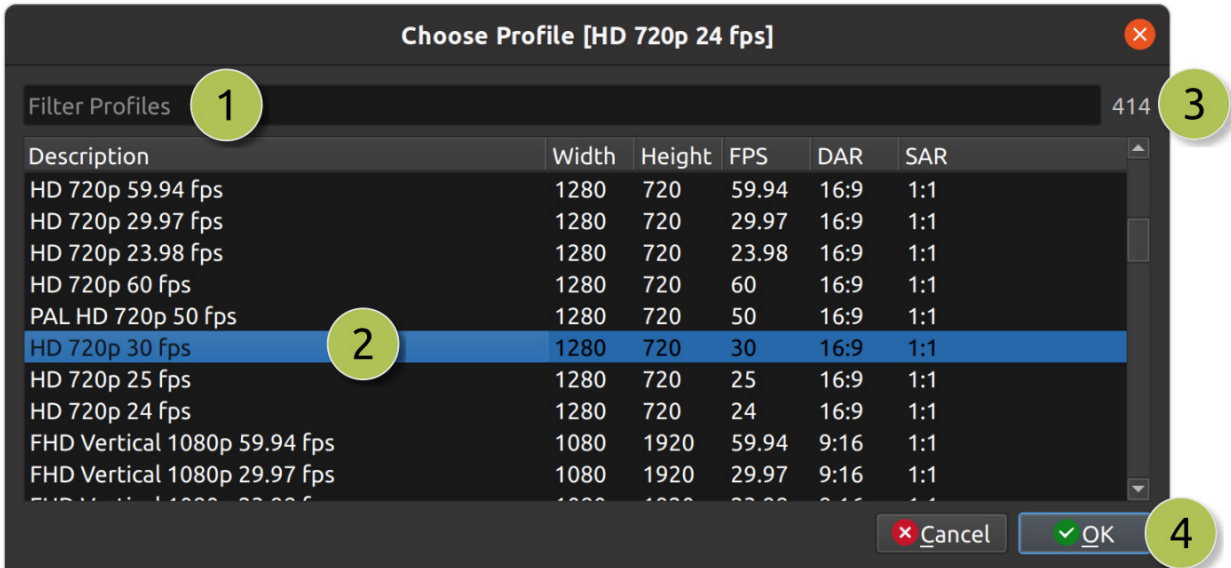 Choose Profile [HD 720p 24 fps]
Filter Profiles 1 414 3
Description Width Height FPS DAR SAR
HD 720p 59.94 fps 1280 720 59.94 16:9 1:1
HD 720p 29.97 fps 1280 720 29.97 16:9 1:1
HD 720p 23.98 fps 1280 720 23.98 16:9 1:1
HD 720p 60 fps 1280 720 60 16:9 1:1
PAL HD 720p 50 fps 1280 720 50 16:9 1:1
HD 720p 30 fps 2 1280 720 30 16:9 1:1
HD 720p 25 fps 1280 720 25 16:9 1:1
HD 720p 24 fps 1280 720 24 16:9 1:1
FHD Vertical 1080p 59.94 fps 1080 1920 59.94 9:16 1:1
FHD Vertical 1080p 29.97 fps 1080 1920 29.97 9:16 1:1
Cancel OK 4